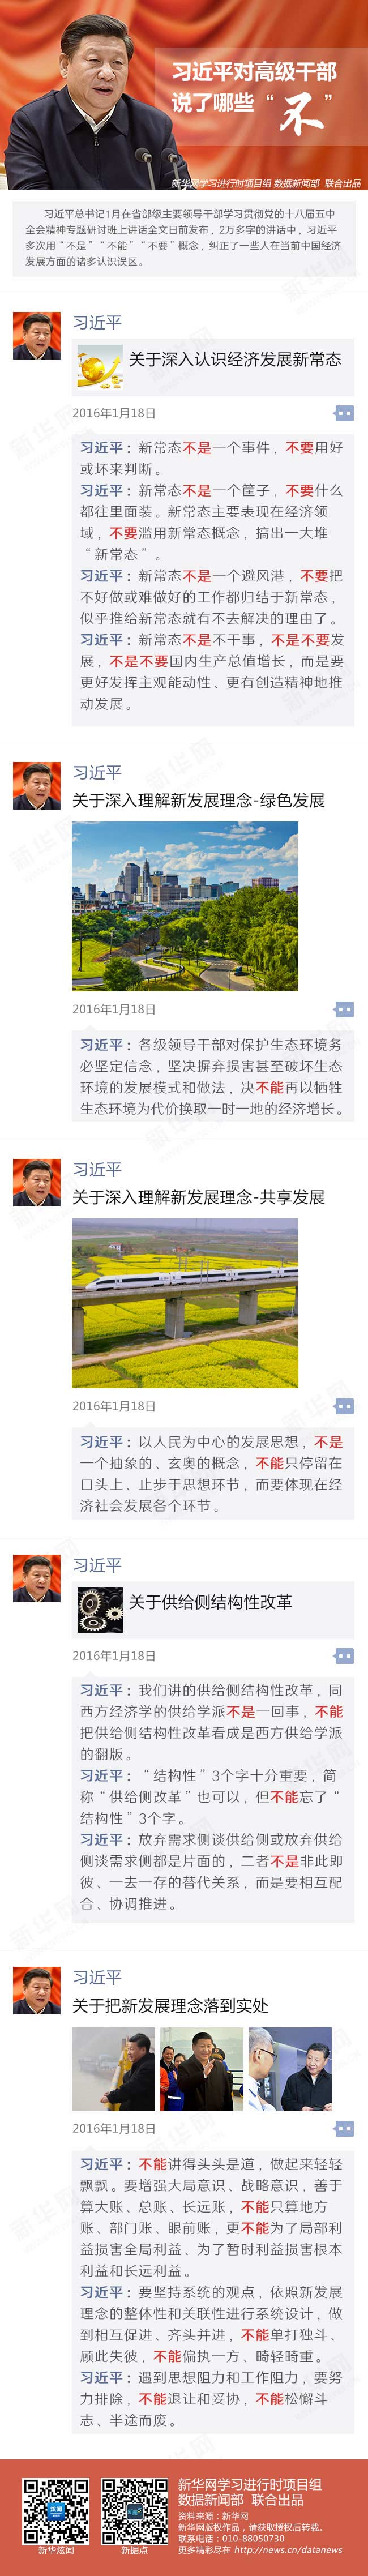 习近平对高级干部
说了哪些“不”
新华网学习进行时项目组 数据新闻部 联合出品
习近平总书记1月在省部级主要领导干部学习贯彻党的十八届五中
全会精神专题研讨班上讲话全文日前发布，2万多字的讲话中，习近平
多次用“不是”“不能”“不要”概念，纠正了一些人在当前中国经济
发展方面的诸多认识误区。
习近平
关于深入认识经济发展新常态
2016年1月18日
习近平：新常态不是一个事件，不要用好
或坏来判断。
习近平：新常态不是一个筐子，不要什么
都往里面装。新常态主要表现在经济领
域，不要滥用新常态概念，搞出一大堆
“新常态”。
习近平：新常态不是一个避风港，不要把
不好做或难做好的工作都归结于新常态，
似乎推给新常态就有不去解决的理由了。
习近平：新常态不是不干事，不是不要发
展，不是不要国内生产总值增长，而是要
更好发挥主观能动性、更有创造精神地推
动发展。
习近平
关于深入理解新发展理念-绿色发展
2016年1月18日
习近平：各级领导干部对保护生态环境务
必坚定信念，坚决摒弃损害甚至破坏生态
环境的发展模式和做法，决不能再以牺牲
生态环境为代价换取一时一地的经济增长。
习近平
关于深入理解新发展理念-共享发展
2016年1月18日
习近平：以人民为中心的发展思想，不是
一个抽象的、玄奥的概念，不能只停留在
口头上、止步于思想环节，而要体现在经
济社会发展各个环节。
习近平
关于供给侧结构性改革
2016年1月18日
习近平：我们讲的供给侧结构性改革，同
西方经济学的供给学派不是一回事，不能
把供给侧结构性改革看成是西方供给学派
的翻版。
习近平：“结构性”3个字十分重要，简
称“供给侧改革”也可以，但不能忘了“
结构性”3个字。
习近平：放弃需求侧谈供给侧或放弃供给
侧谈需求侧都是片面的，二者不是非此即
彼、一去一存的替代关系，而是要相互配
合、协调推进。
习近平
关于把新发展理念落到实处
2016年1月18日
习近平：不能讲得头头是道，做起来轻轻
飘飘。要增强大局意识、战略意识，善于
算大账、总账、长远账，不能只算地方
账、部门账、眼前账，更不能为了局部利
益损害全局利益、为了暂时利益损害根本
利益和长远利益。
习近平：要坚持系统的观点，依照新发展
理念的整体性和关联性进行系统设计，做
到相互促进、齐头并进，不能单打独斗、
顾此失彼，不能偏执一方、畸轻畸重。
习近平：遇到思想阻力和工作阻力，要努
力排除，不能退让和妥协，不能松懈斗
志、半途而废。
新华炫闻
新掘点
新华网学习进行时项目组
数据新闻部 联合出品
资料来源：新华网
新华网版权作品，请获取授权后转载。
联系电话：010-88050730
更多精彩尽在 http://news.cn/datanews